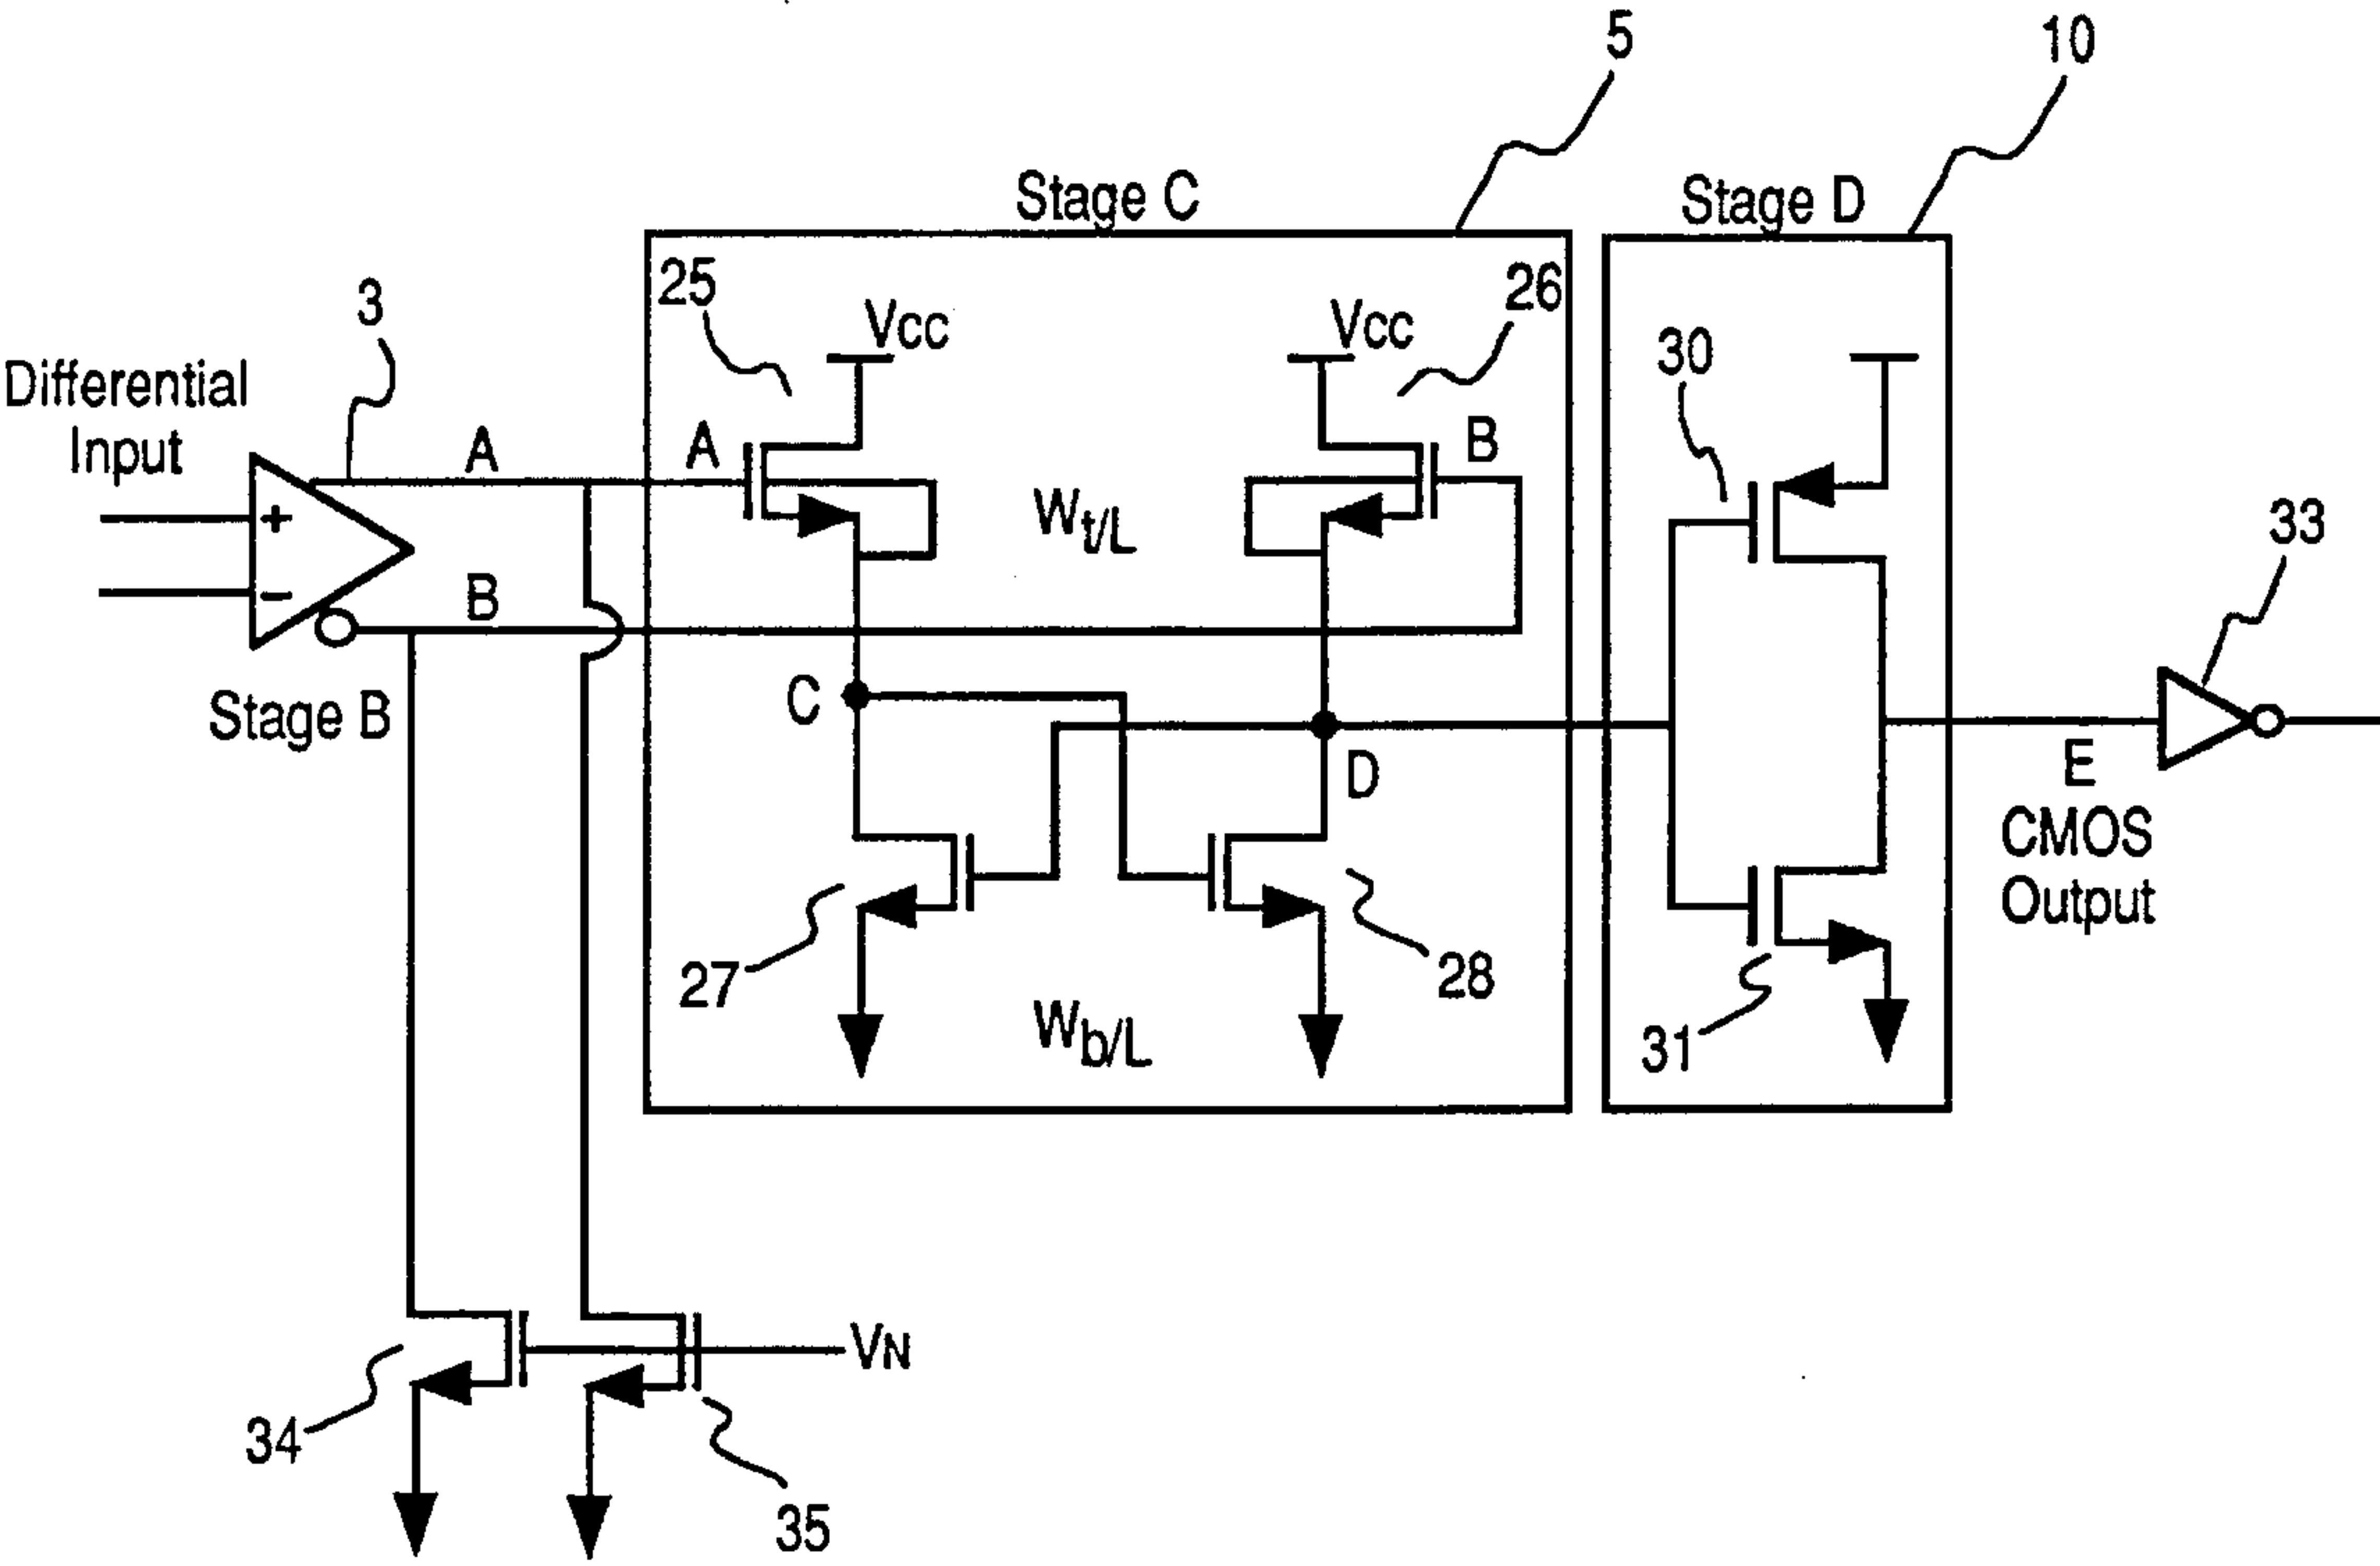 5
10
Stage C
Stage D
25
26
3
Vcc
Vcc
30
Differential
Input
A
A
B
Wt/L
33
+
−
B
Stage B
C
D
E
CMOS
Output
27
28
Wb/L
31
VN
34
35